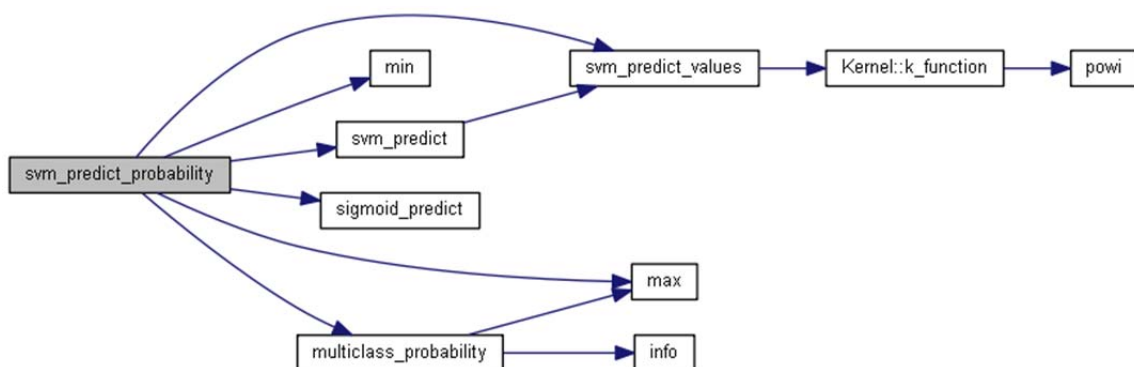 min
svm_predict_values
Kernel::k_function
powi
svm_predict
svm_predict_probability
sigmoid_predict
max
multiclass_probability
info